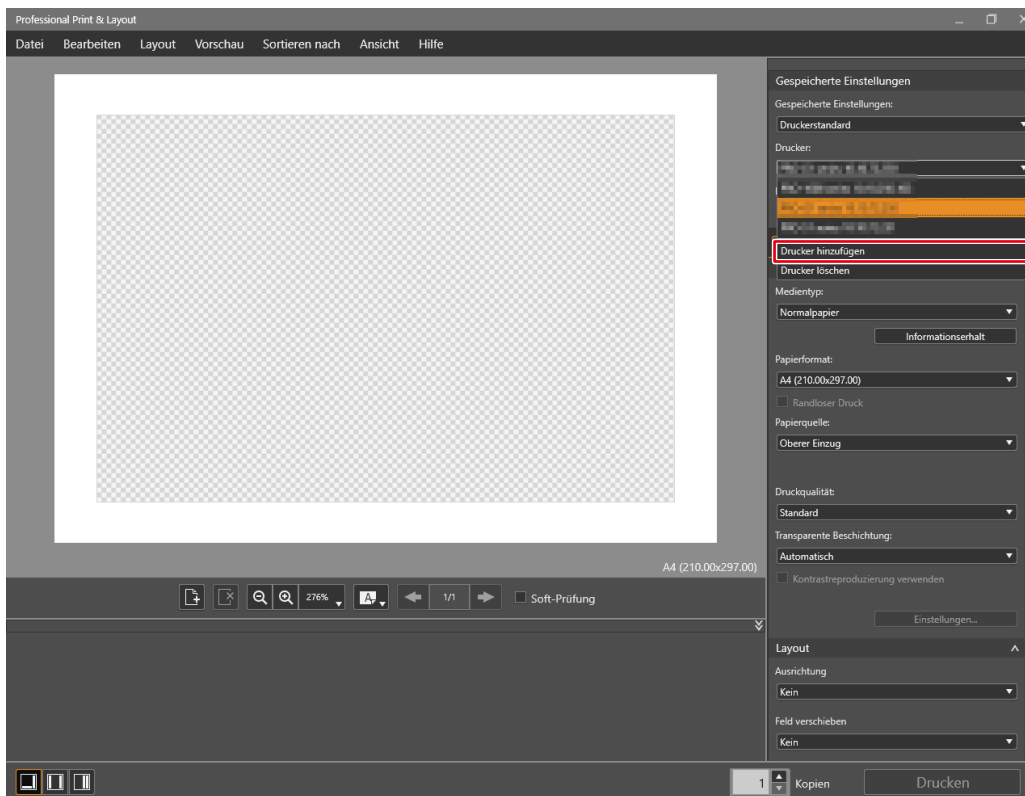 Professional Print & Layout
Datei Bearbeiten Layout Vorschau Sortieren nach Ansicht Hilfe
Gespeicherte Einstellungen
Gespeicherte Einstellungen:
Druckerstandard
Drucker:
Drucker hinzufügen
Drucker löschen
Medientyp:
Normalpapier
Informationserhalt
Papierformat:
A4 (210.00x297.00)
Randloser Druck
Papierquelle:
Oberer Einzug
Druckqualität:
Standard
Transparente Beschichtung:
Automatisch
Kontrastreproduzierung verwenden
Einstellungen...
Layout
Ausrichtung
Kein
Feld verschieben
Kein
A4 (210.00x297.00)
276% A 1/1 Soft-Prüfung
1 Kopien Drucken